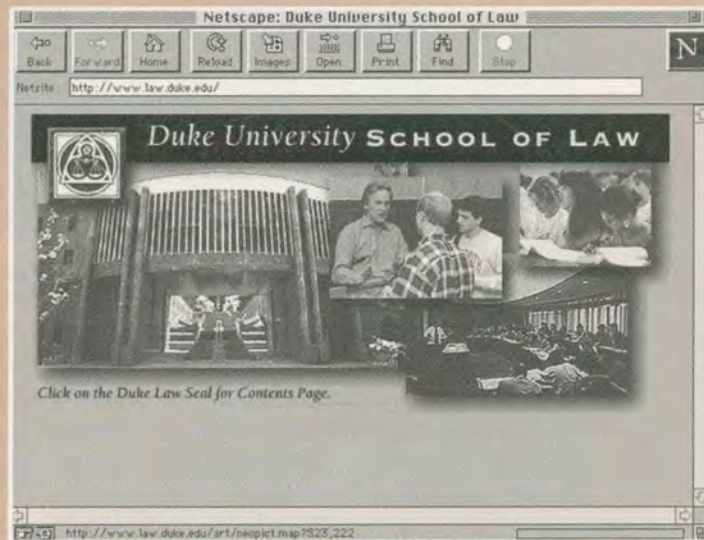 Netscape: Duke University School of Law
Back Forward Home Reload Images Open Print Find Stop
N
Netsite: http://www.law.duke.edu/
Duke University SCHOOL OF LAW
Click on the Duke Law Seal for Contents Page.
http://www.law.duke.edu/art/neopict.map?523,222